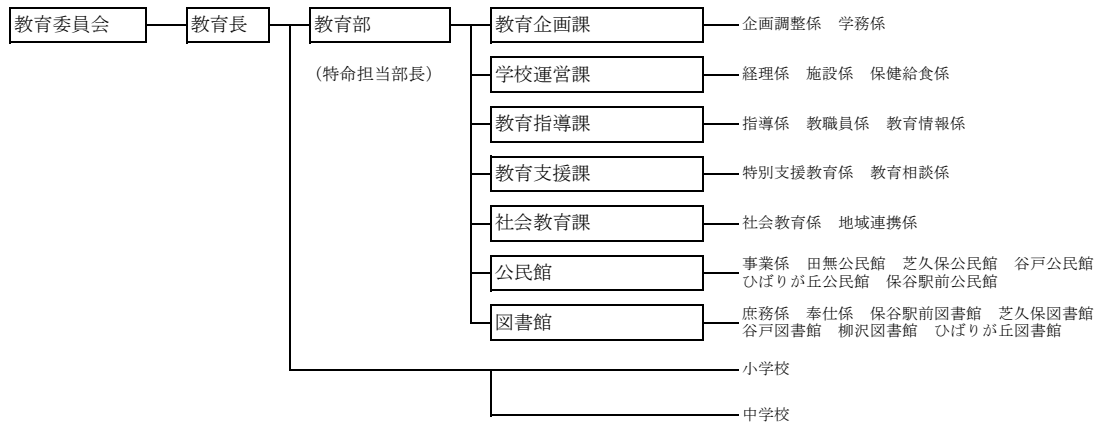 教育委員会 教育長 教育部 教育企画課 企画調整係 学務係
（特命担当部長） 学校運営課 経理係 施設係 保健給食係
教育指導課 指導係 教職員係 教育情報係
教育支援課 特別支援教育係 教育相談係
社会教育課 社会教育係 地域連携係
公民館 事業係 田無公民館 芝久保公民館 谷戸公民館
ひばりが丘公民館 保谷駅前公民館
図書館 庶務係 奉仕係 保谷駅前図書館 芝久保図書館
谷戸図書館 柳沢図書館 ひばりが丘図書館
小学校
中学校